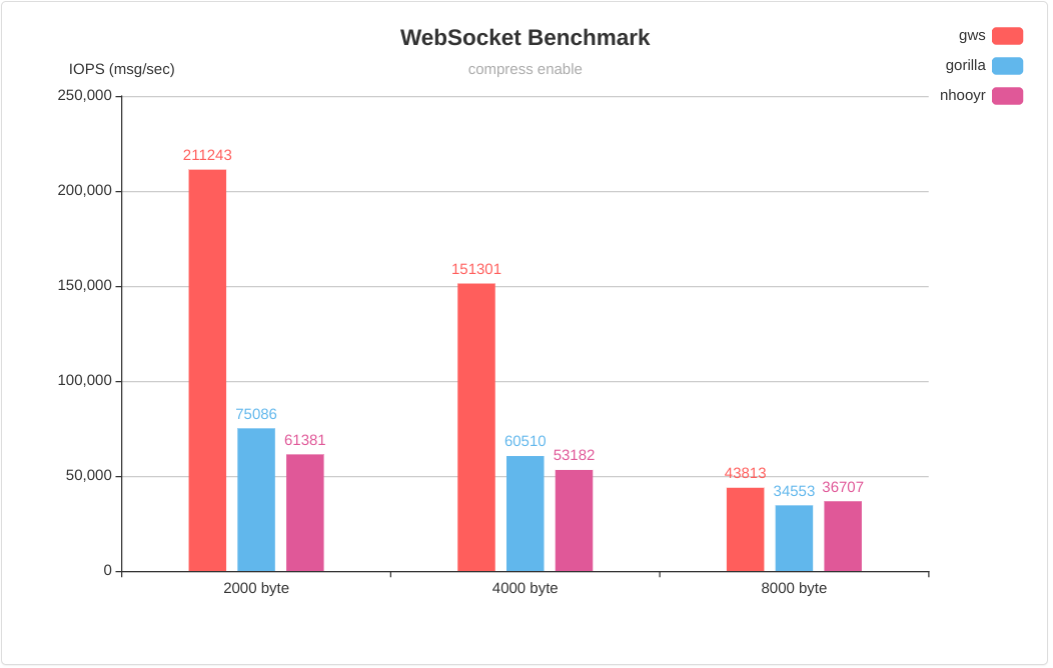 WebSocket Benchmark
compress enable
gws
gorilla
nhooyr
IOPS (msg/sec)
250,000
200,000
150,000
100,000
50,000
0
211243
75086
61381
151301
60510
53182
43813
34553
36707
2000 byte
4000 byte
8000 byte